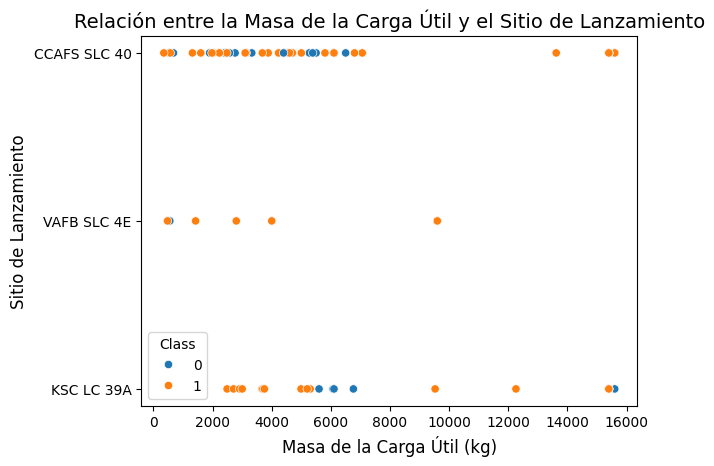 Relación entre la Masa de la Carga Útil y el Sitio de Lanzamiento
CCAFS SLC 40
VAFB SLC 4E
KSC LC 39A
Sitio de Lanzamiento
Class
0
1
0 2000 4000 6000 8000 10000 12000 14000 16000
Masa de la Carga Útil (kg)